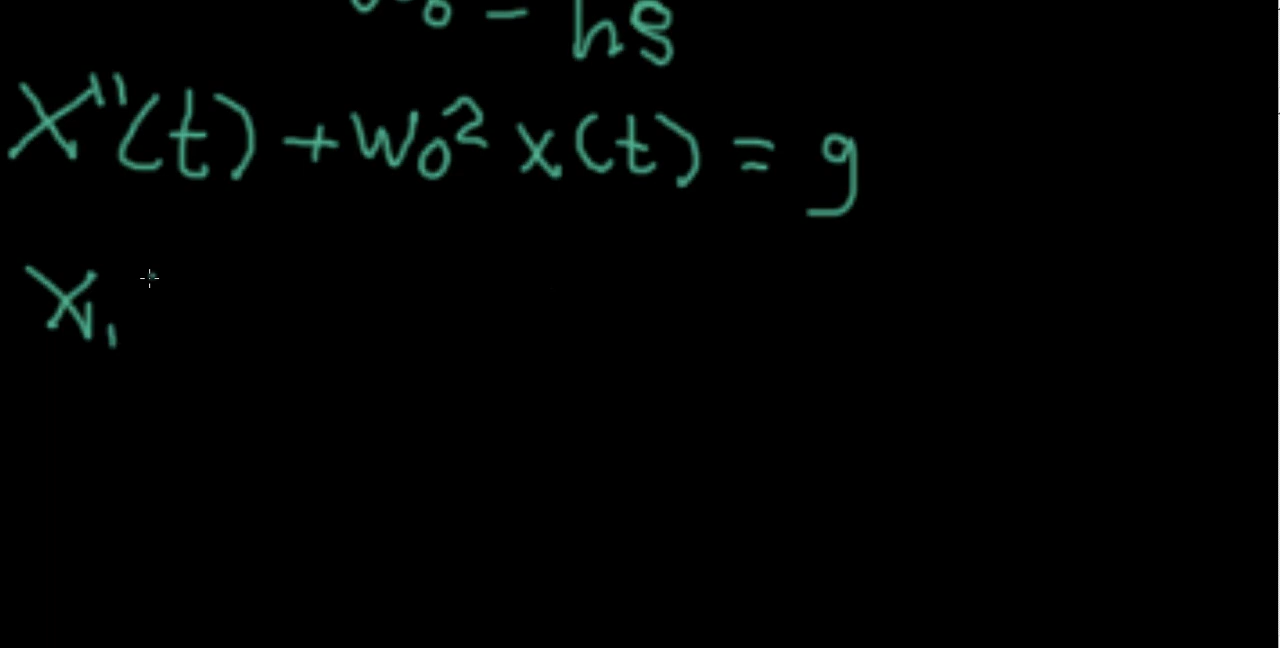 X''(t) + W₀² x(t) = g
X₁